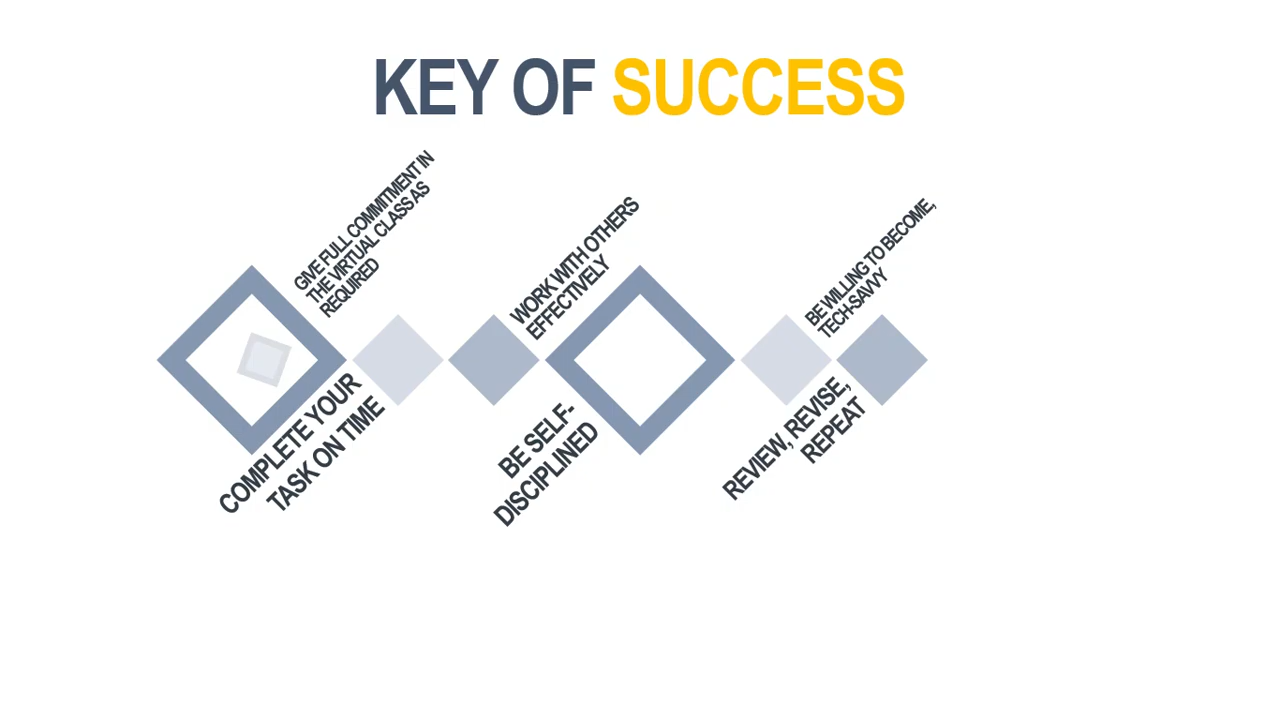 KEY OF SUCCESS
GIVE FULL COMMITMENT IN
THE VIRTUAL CLASS AS
REQUIRED
COMPLETE YOUR
TASK ON TIME
WORK WITH OTHERS
EFFECTIVELY
BE SELF-
DISCIPLINED
BE WILLING TO BECOME,
TECH-SAVVY
REVIEW, REVISE,
REPEAT